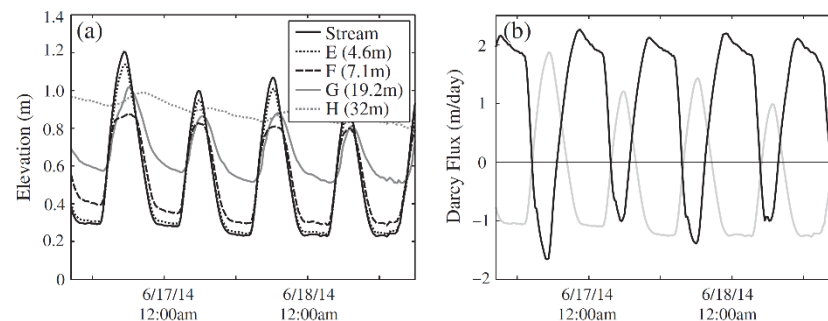 (a)
Stream
E (4.6m)
F (7.1m)
G (19.2m)
H (32m)
1.4
1.2
1.0
0.8
0.6
0.4
0.2
0
Elevation (m)
6/17/14
12:00am
6/18/14
12:00am
(b)
2
1
0
−1
−2
Darcy Flux (m/day)
6/17/14
12:00am
6/18/14
12:00am